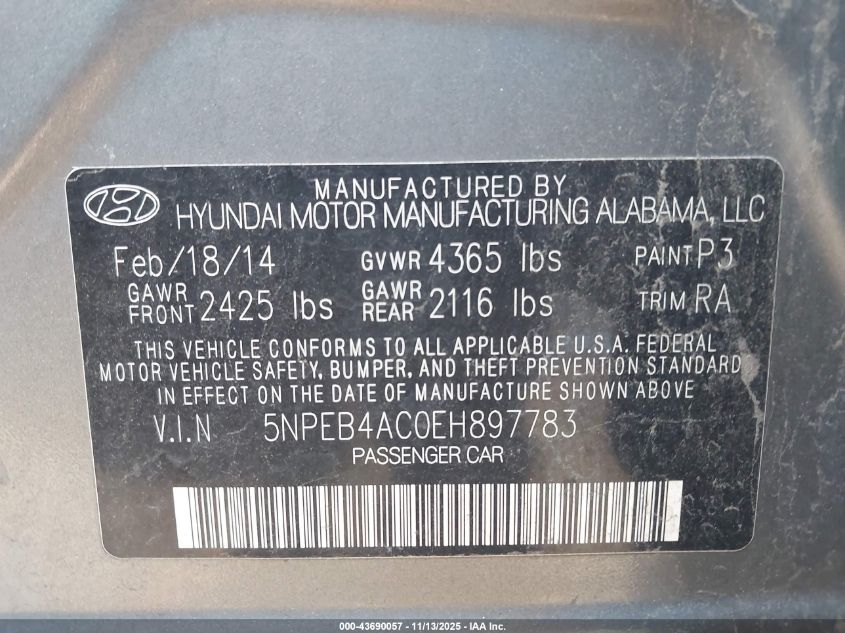 MANUFACTURED BY
HYUNDAI MOTOR MANUFACTURING ALABAMA, LLC
Feb/18/14 GVWR 4365 lbs PAINT P3
GAWR FRONT 2425 lbs GAWR REAR 2116 lbs TRIM RA
THIS VEHICLE CONFORMS TO ALL APPLICABLE U.S.A. FEDERAL
MOTOR VEHICLE SAFETY, BUMPER, AND THEFT PREVENTION STANDARD
IN EFFECT ON THE DATE OF MANUFACTURE SHOWN ABOVE
V.I.N 5NPEB4AC0EH897783
PASSENGER CAR
000-43690057 - 11/13/2025 - IAA Inc.